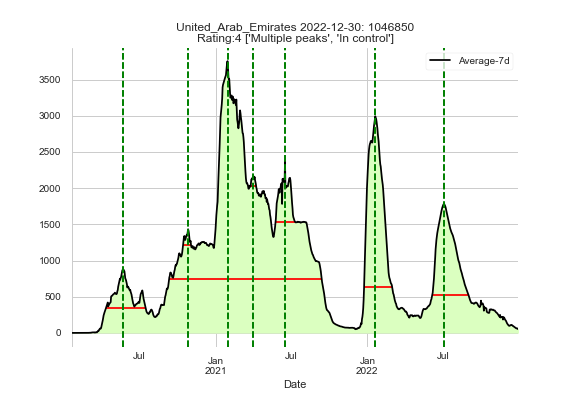 United_Arab_Emirates 2022-12-30: 1046850
Rating:4 ['Multiple peaks', 'In control']
Average-7d
3500
3000
2500
2000
1500
1000
500
0
Jul
Jan
2021
Jul
Jan
2022
Jul
Date